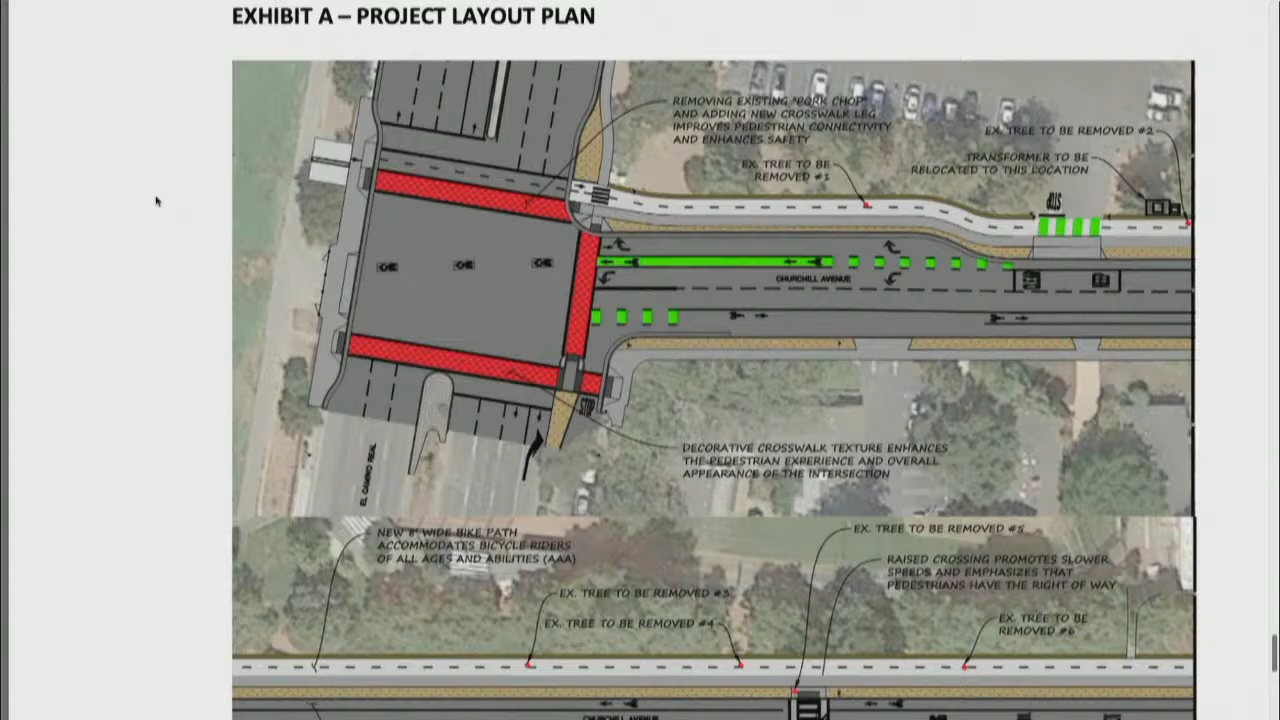 EXHIBIT A – PROJECT LAYOUT PLAN
REMOVING EXISTING "PORK CHOP"
AND ADDING NEW CROSSWALK LEG
IMPROVES PEDESTRIAN CONNECTIVITY
AND ENHANCES SAFETY
EX. TREE TO BE REMOVED #2
EX. TREE TO BE
REMOVED #1
TRANSFORMER TO BE
RELOCATED TO THIS LOCATION
STOP
CHURCHILL AVENUE
STOP
EL CAMINO REAL
DECORATIVE CROSSWALK TEXTURE ENHANCES
THE PEDESTRIAN EXPERIENCE AND OVERALL
APPEARANCE OF THE INTERSECTION
NEW 8' WIDE BIKE PATH
ACCOMMODATES BICYCLE RIDERS
OF ALL AGES AND ABILITIES (AAA)
EX. TREE TO BE REMOVED #5
RAISED CROSSING PROMOTES SLOWER
SPEEDS AND EMPHASIZES THAT
PEDESTRIANS HAVE THE RIGHT OF WAY
EX. TREE TO BE REMOVED #3
EX. TREE TO BE REMOVED #4
EX. TREE TO BE
REMOVED #6
CHURCHILL AVENUE